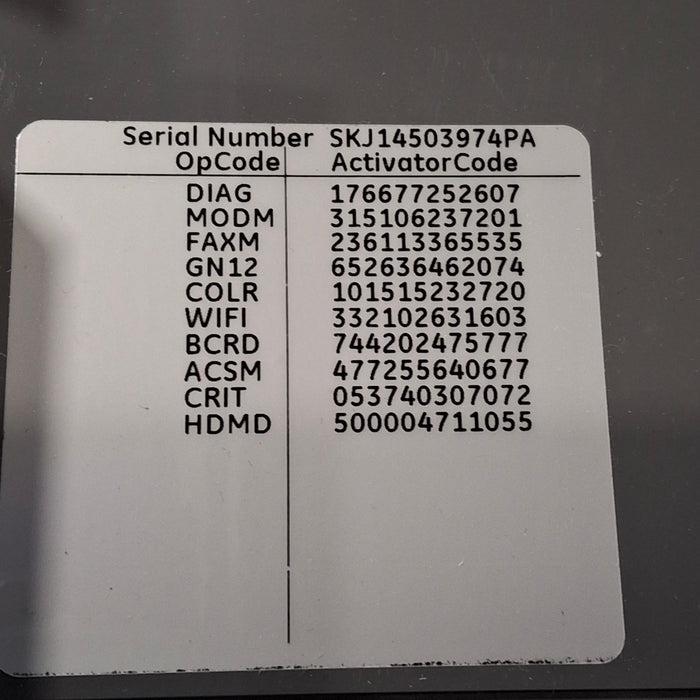 Serial Number SKJ14503974PA
OpCode ActivatorCode
DIAG 176677252607
MODM 315106237201
FAXM 236113365535
GN12 652636462074
COLR 101515232720
WIFI 332102631603
BCRD 744202475777
ACSM 477255640677
CRIT 053740307072
HDMD 500004711055